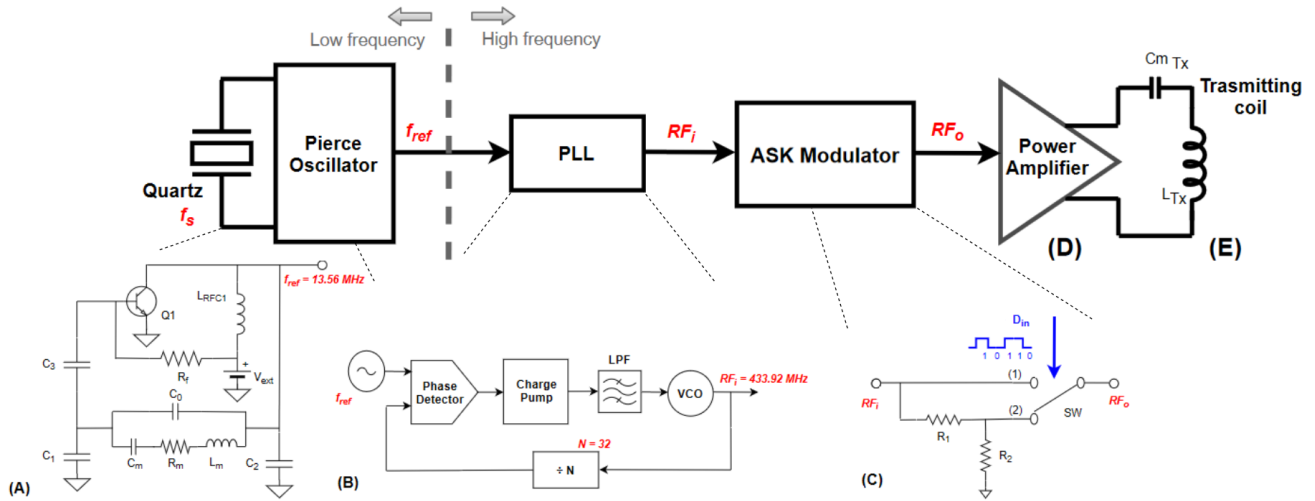 Low frequency
High frequency
Cm Tx
Trasmitting
coil
Quartz
fs
Pierce
Oscillator
fref
PLL
RFi
ASK Modulator
RFo
Power
Amplifier
LTx
(D)
(E)
Q1
LRFC1
fref = 13.56 MHz
C3
Rf
+
Vext
C0
C1
Cm
Rm
Lm
C2
(A)
fref
Phase
Detector
Charge
Pump
LPF
VCO
RFi = 433.92 MHz
N = 32
÷ N
(B)
Din
1 0 1 1 0
(1)
RFi
(2)
SW
RFo
R1
R2
(C)